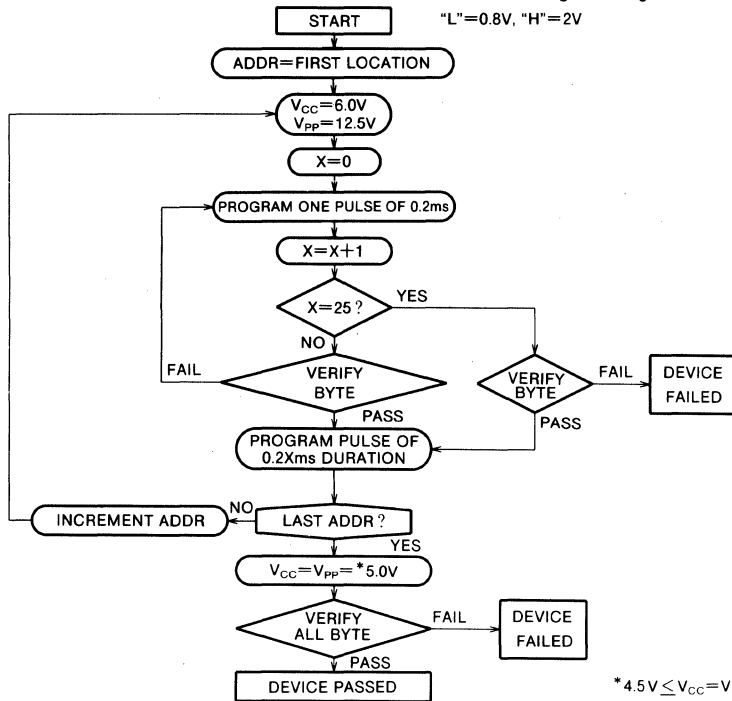 START
"L"=0.8V, "H"=2V
ADDR=FIRST LOCATION
VCC=6.0V
VPP=12.5V
X=0
PROGRAM ONE PULSE OF 0.2ms
X=X+1
X=25?
YES
NO
FAIL
VERIFY
BYTE
PASS
VERIFY
BYTE
FAIL
DEVICE
FAILED
PASS
PROGRAM PULSE OF
0.2Xms DURATION
INCREMENT ADDR
NO
LAST ADDR?
YES
VCC=VPP=*5.0V
VERIFY
ALL BYTE
FAIL
DEVICE
FAILED
PASS
DEVICE PASSED
*4.5V≤VCC=V